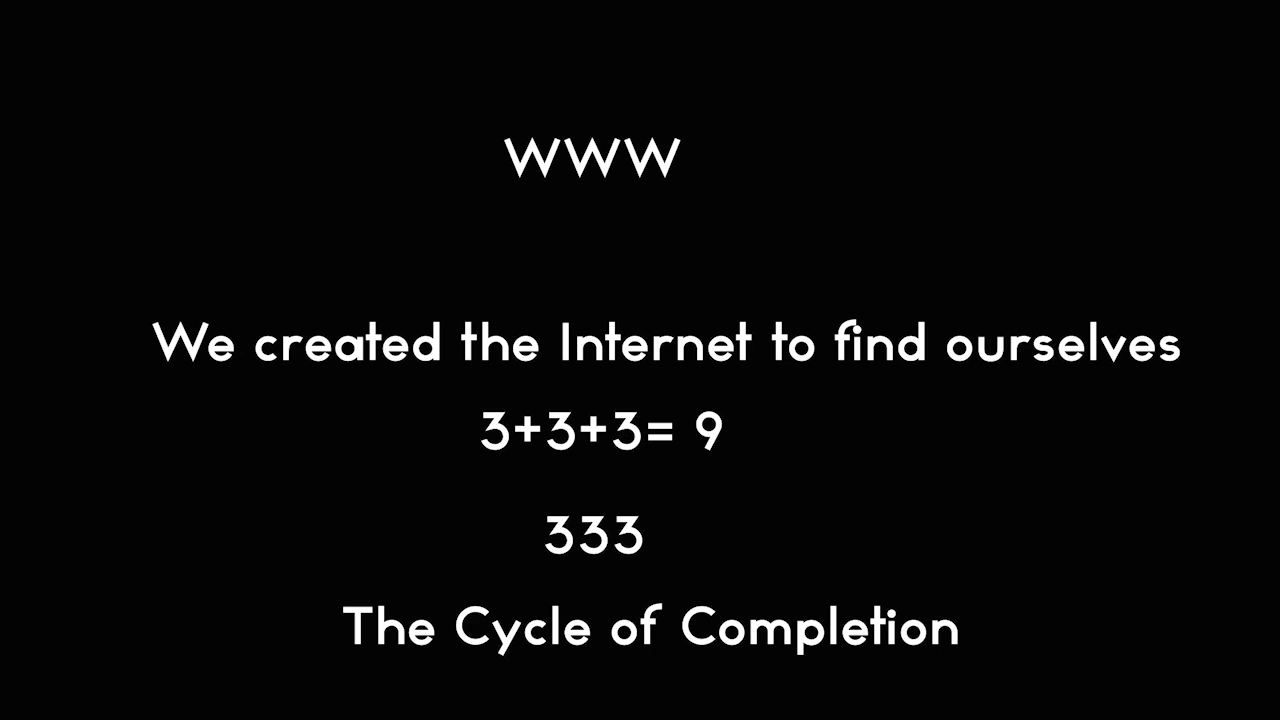 WWW
We created the Internet to find ourselves
3+3+3= 9
333
The Cycle of Completion